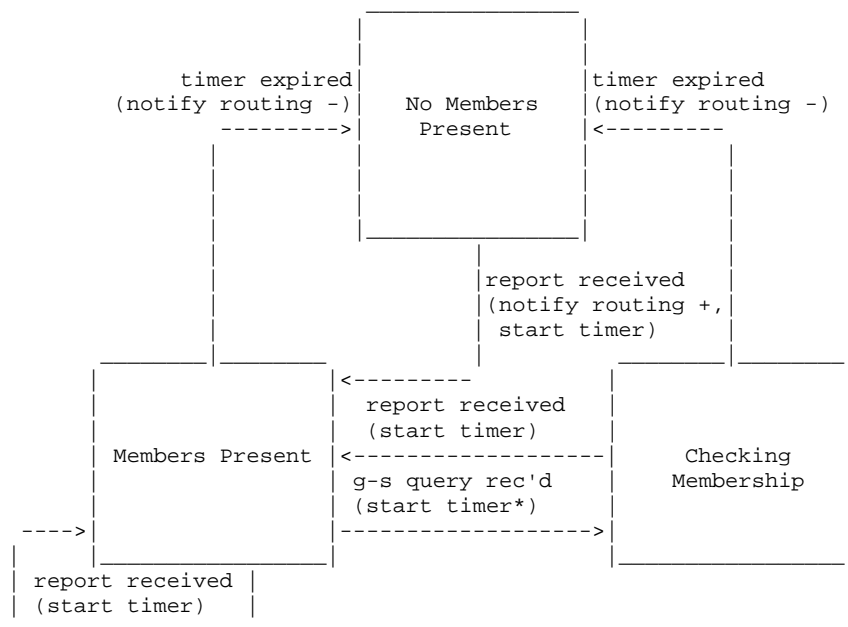 timer expired
(notify routing -)
No Members
Present
timer expired
(notify routing -)
report received
(notify routing +,
start timer)
report received
(start timer)
Members Present
g-s query rec'd
(start timer*)
Checking
Membership
report received
(start timer)